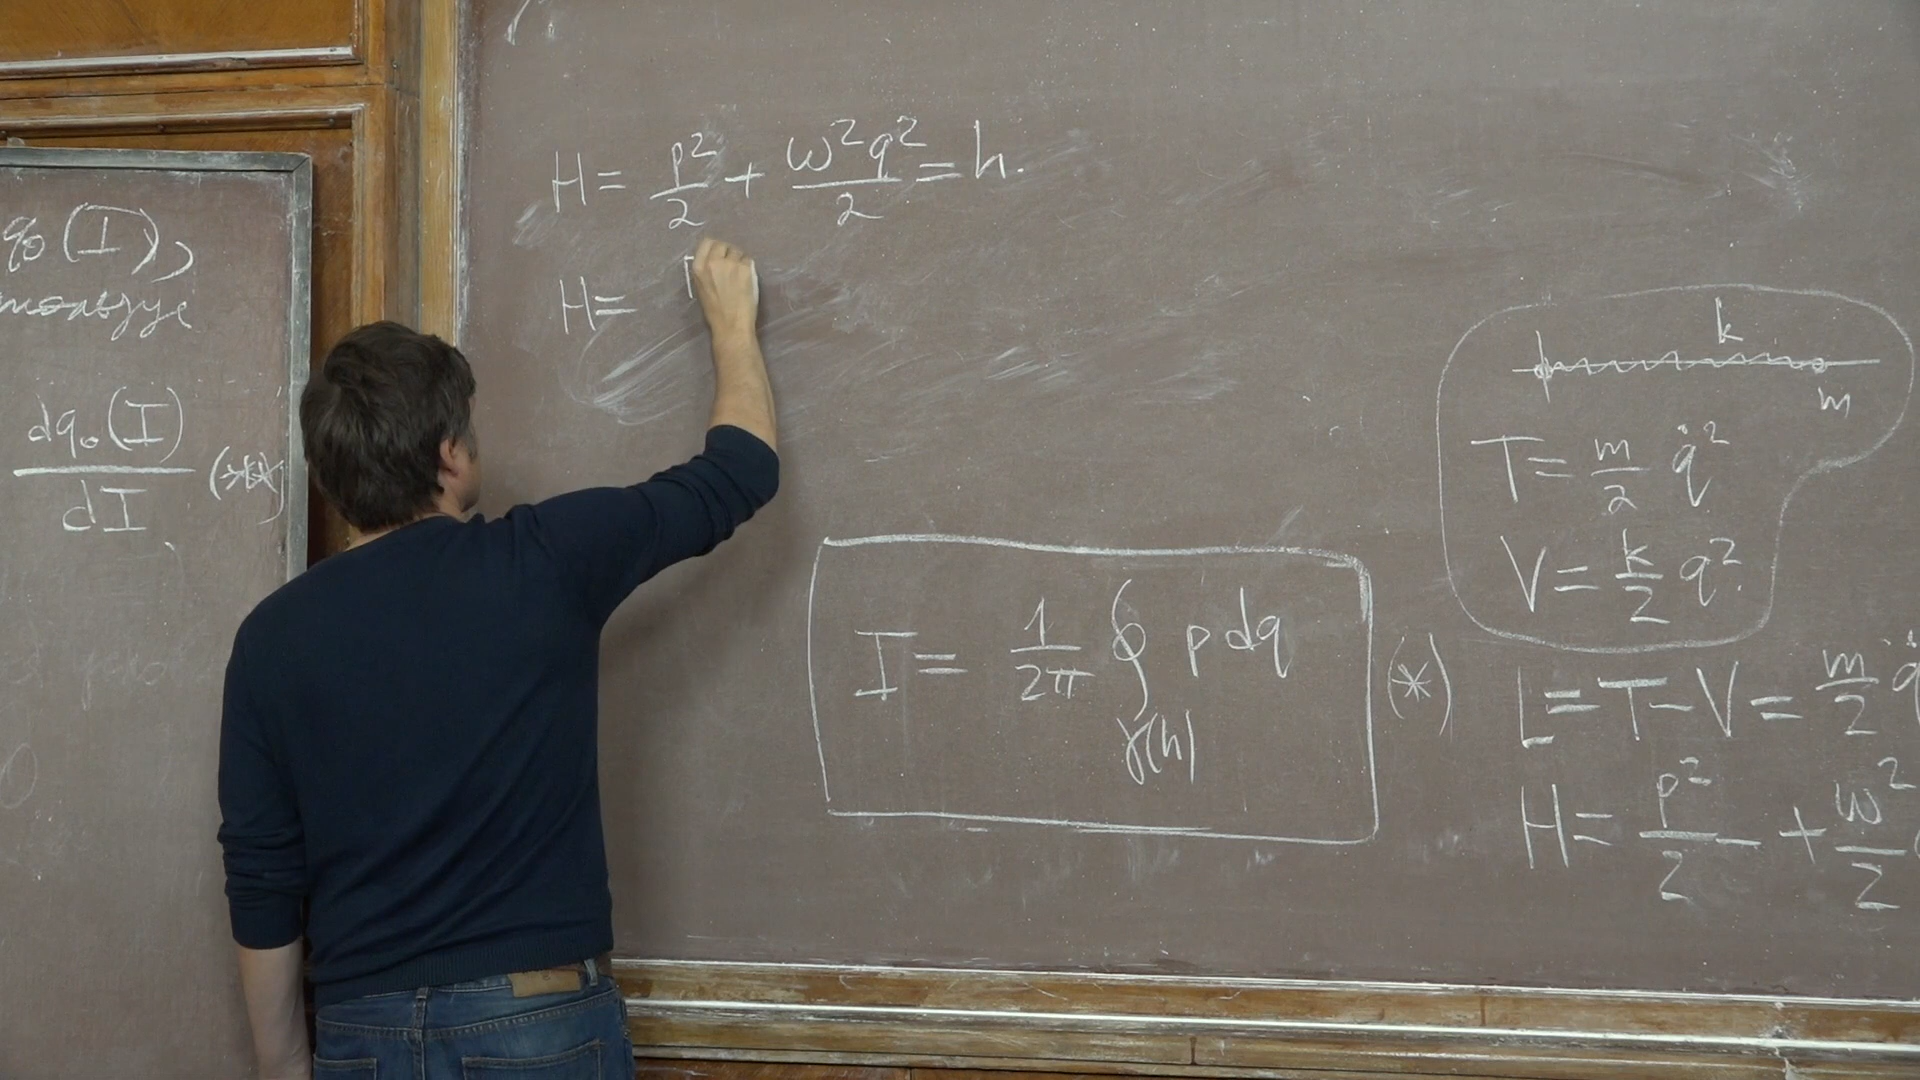 q₀(I),
dq₀(I)
dI
(**)
H = p²/2 + ω²q²/2 = h.
H =
I = 1/2π ∮ p dq
γ(h)
(*)
k
m
T = m/2 q̇²
V = k/2 q².
L = T - V = m/2 q̇
H = p²/2 + ω²/2